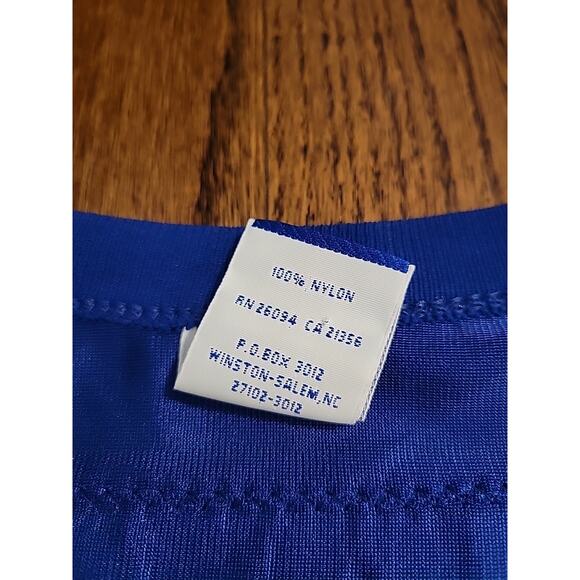 100% NYLON
RN 26094 CA 21356
P.O.BOX 3012
WINSTON-SALEM,NC
27102-3012